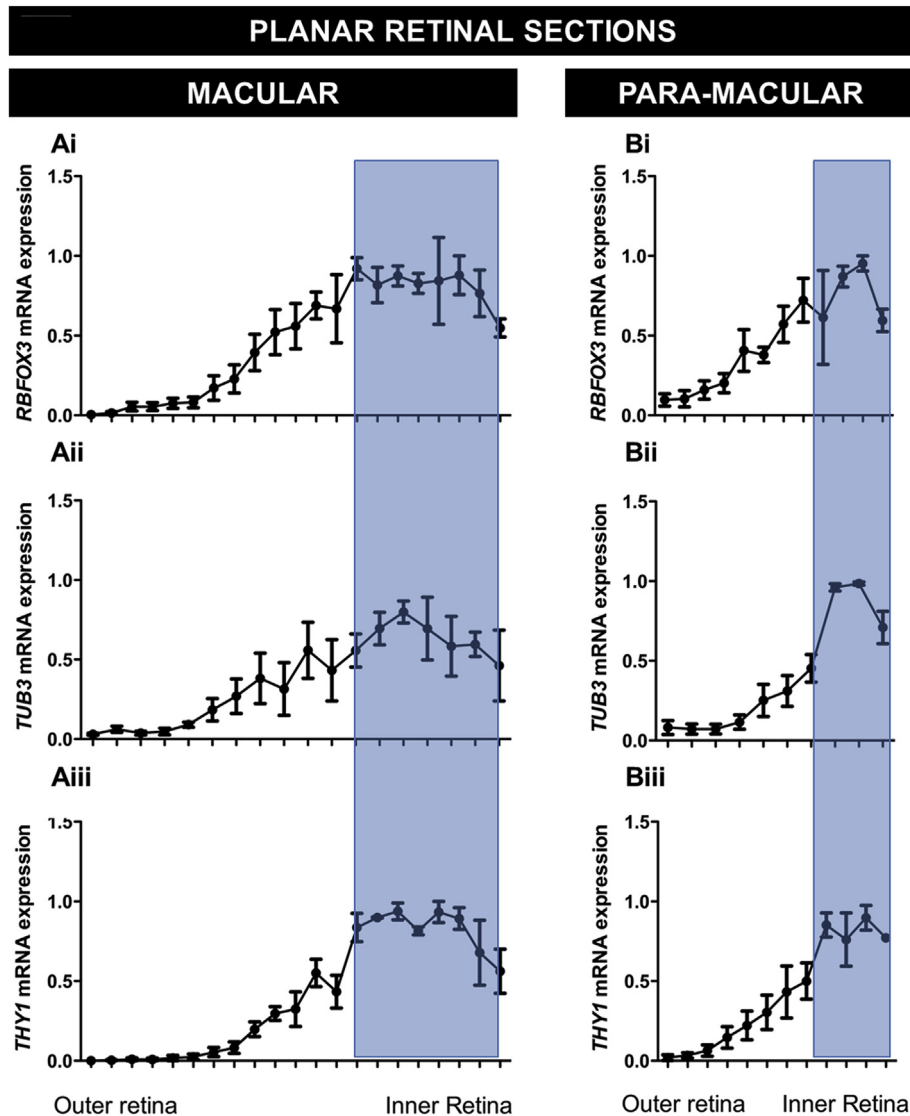 PLANAR RETINAL SECTIONS
MACULAR
PARA-MACULAR
Ai
RBFOX3 mRNA expression
1.5
1.0
0.5
0.0
Bi
RBFOX3 mRNA expression
1.5
1.0
0.5
0.0
Aii
TUB3 mRNA expression
1.5
1.0
0.5
0.0
Bii
TUB3 mRNA expression
1.5
1.0
0.5
0.0
Aiii
THY1 mRNA expression
1.5
1.0
0.5
0.0
Biii
THY1 mRNA expression
1.5
1.0
0.5
0.0
Outer retina
Inner Retina
Outer retina
Inner Retina